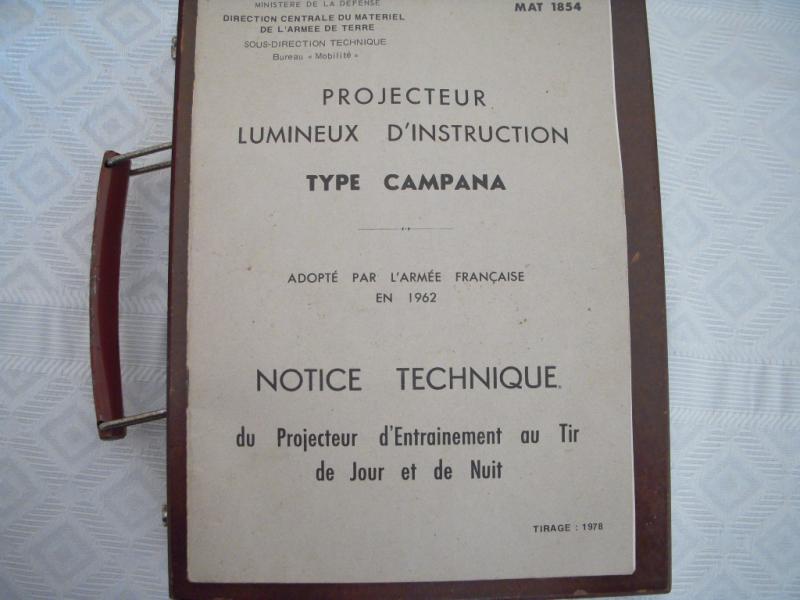 MINISTERE DE LA DÉFENSE
MAT 1854
DIRECTION CENTRALE DU MATERIEL
DE L'ARMEE DE TERRE
SOUS-DIRECTION TECHNIQUE
Bureau « Mobilité »
PROJECTEUR
LUMINEUX D'INSTRUCTION
TYPE CAMPANA
ADOPTÉ PAR L'ARMÉE FRANÇAISE
EN 1962
NOTICE TECHNIQUE
du Projecteur d'Entrainement au Tir
de Jour et de Nuit
TIRAGE : 1978